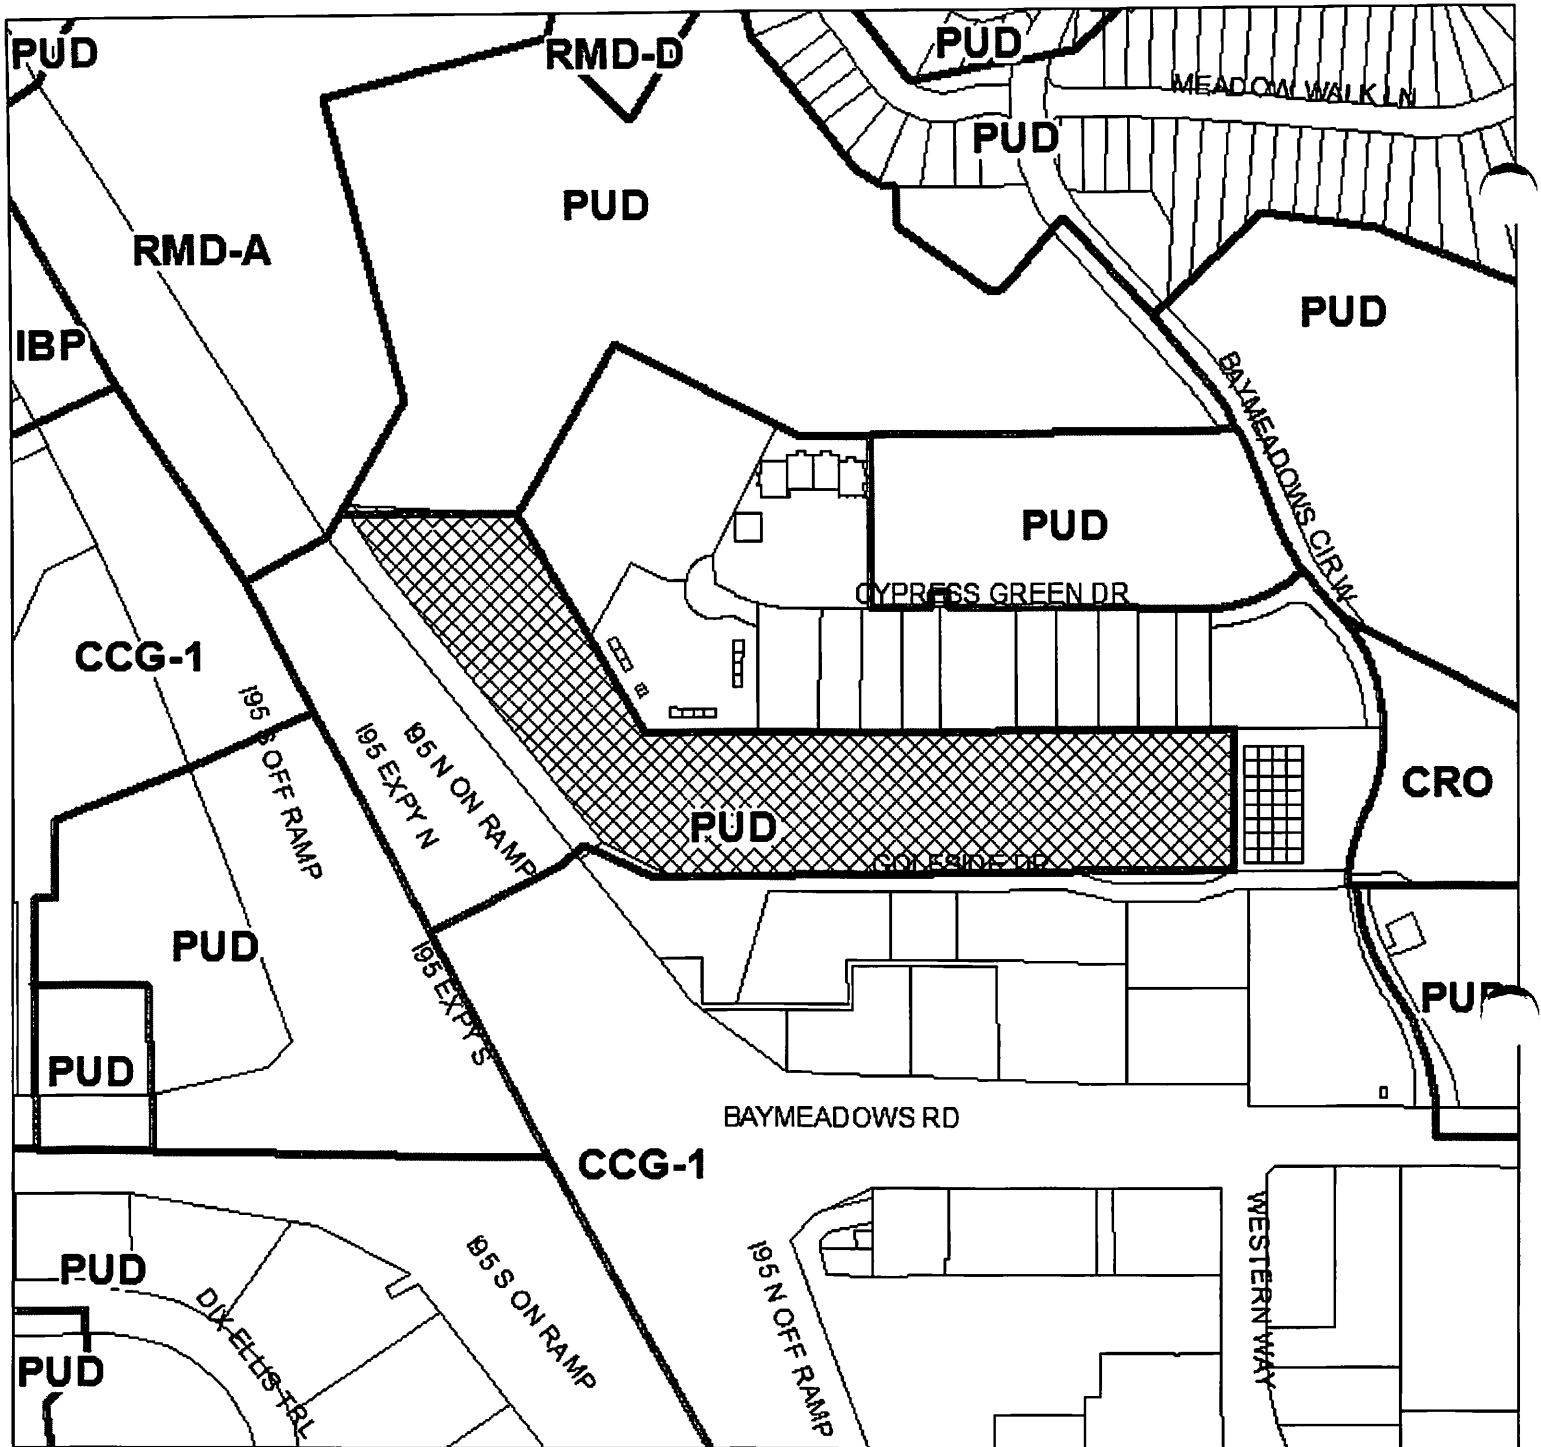 PUD
RMD-D
PUD
MEADOW WALK LN
PUD
PUD
RMD-A
PUD
IBP
BAYMEADOWS CIR W
PUD
CYPRESS GREEN DR
CCG-1
I95 S OFF RAMP
I95 EXPY N
I95 N ON RAMP
CRO
PUD
GOLFSIDE DR
PUD
I95 EXPY S
PUD
BAYMEADOWS RD
CCG-1
PUD
WESTERN WAY
I95 S ON RAMP
I95 N OFF RAMP
DIX ELLIS TRL
PUD